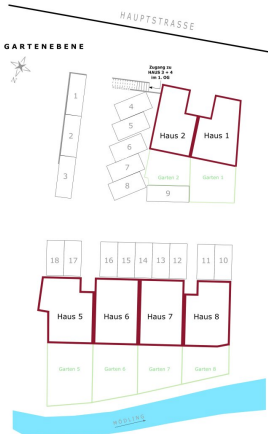 HAUPTSTRASSE
GARTENEBENE
Zugang zu
HAUS 3 + 4
im 1. OG
1
2
3
4
5
6
7
8
9
Haus 2
Haus 1
Garten 2
Garten 1
18 17
16 15 14 13 12
11 10
Haus 5
Haus 6
Haus 7
Haus 8
Garten 5
Garten 6
Garten 7
Garten 8
MÖDLING